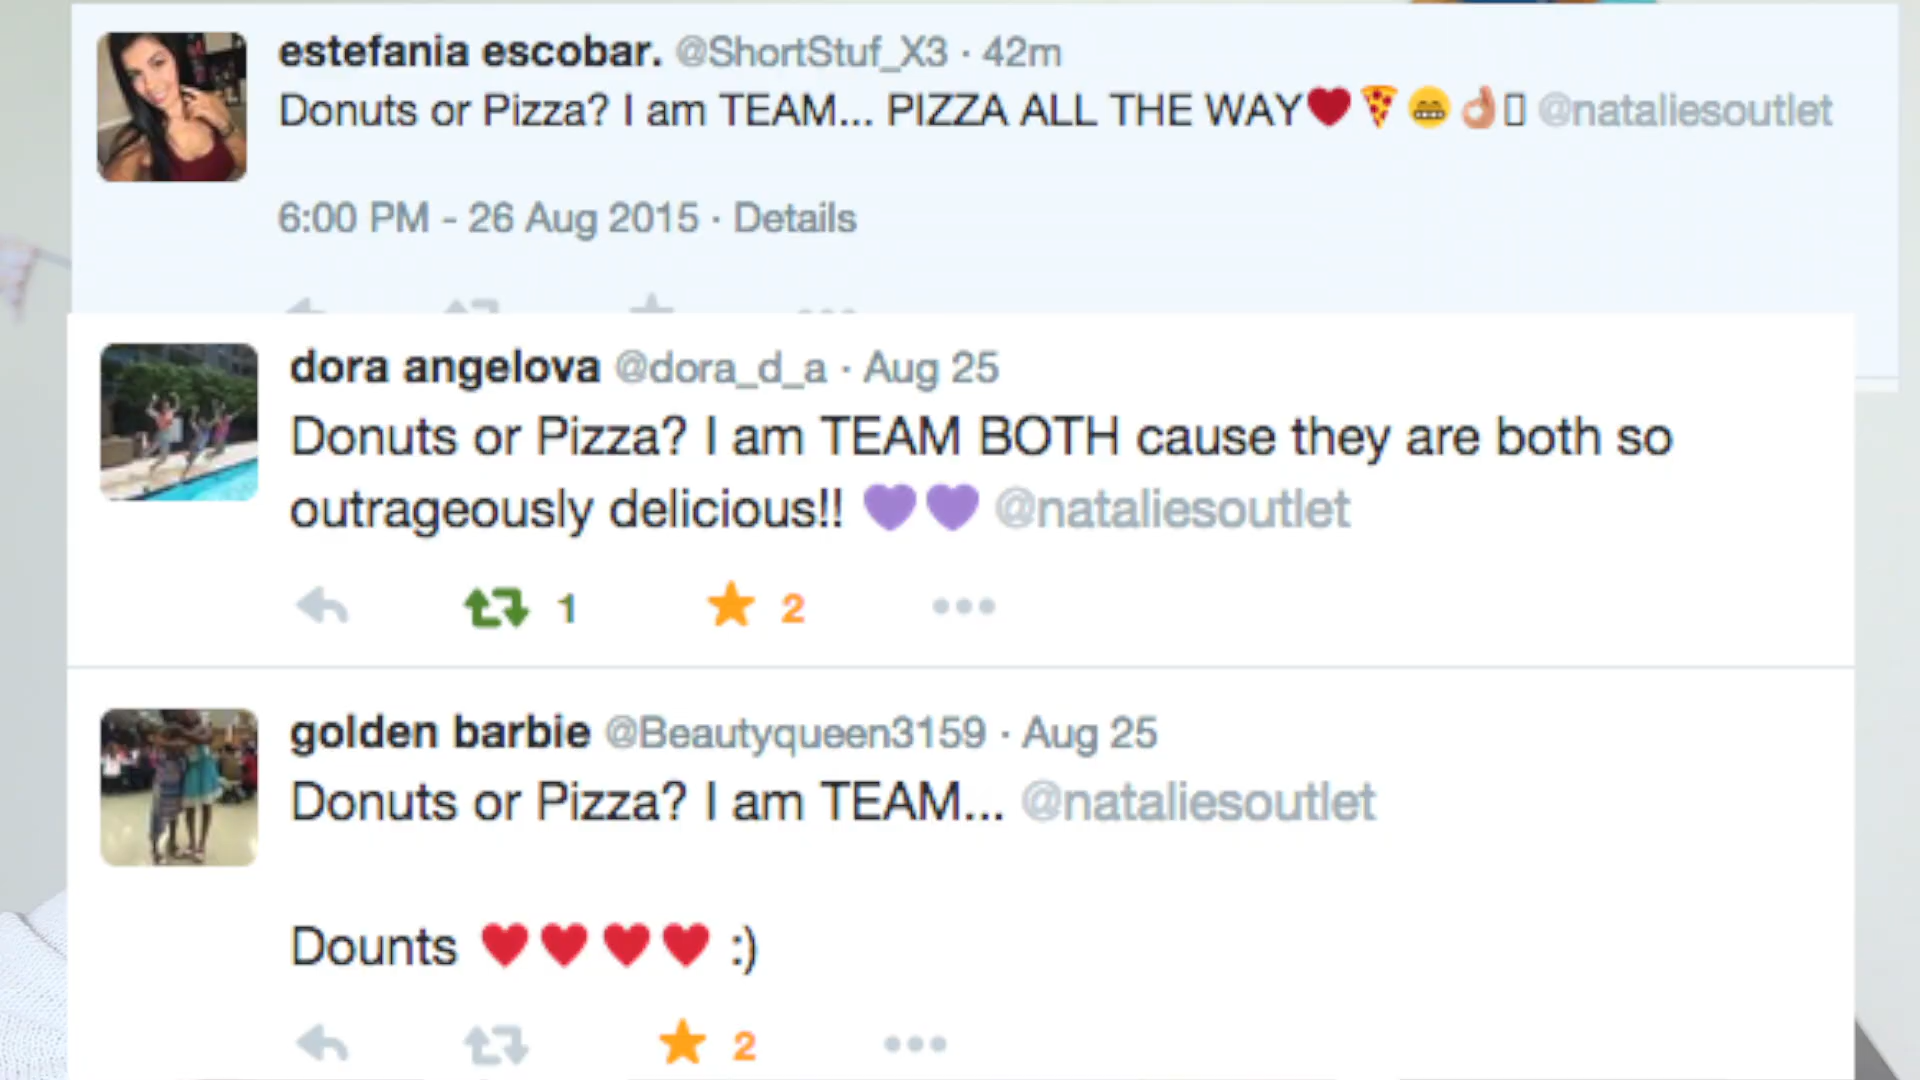 estefania escobar. @ShortStuf_X3 · 42m
Donuts or Pizza? I am TEAM... PIZZA ALL THE WAY❤🍕😁👌▯ @nataliesoutlet
6:00 PM - 26 Aug 2015 · Details
dora angelova @dora_d_a · Aug 25
Donuts or Pizza? I am TEAM BOTH cause they are both so
outrageously delicious!! 💜💜 @nataliesoutlet
1 2
golden barbie @Beautyqueen3159 · Aug 25
Donuts or Pizza? I am TEAM... @nataliesoutlet
Dounts ❤❤❤❤ :)
2